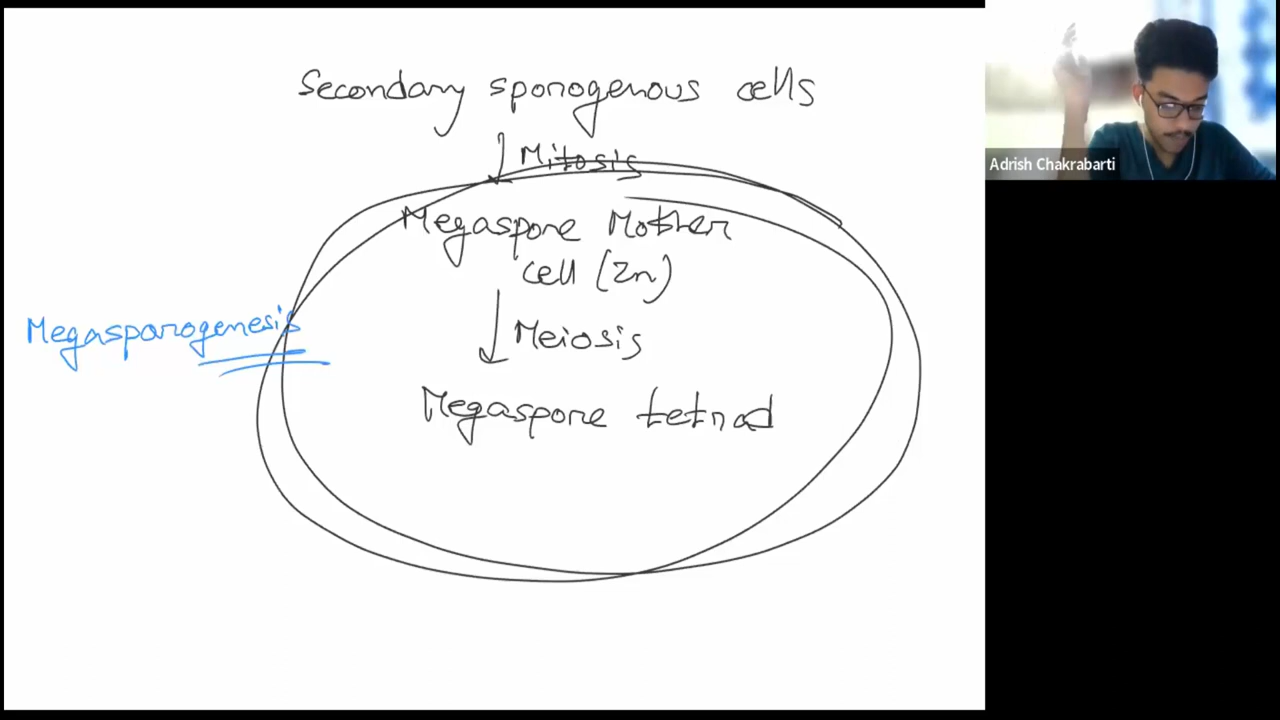 Secondary sporogenous cells
Mitosis
Megaspore Mother
cell (2n)
Megasporogenesis
Meiosis
Megaspore tetrad
Adrish Chakrabarti